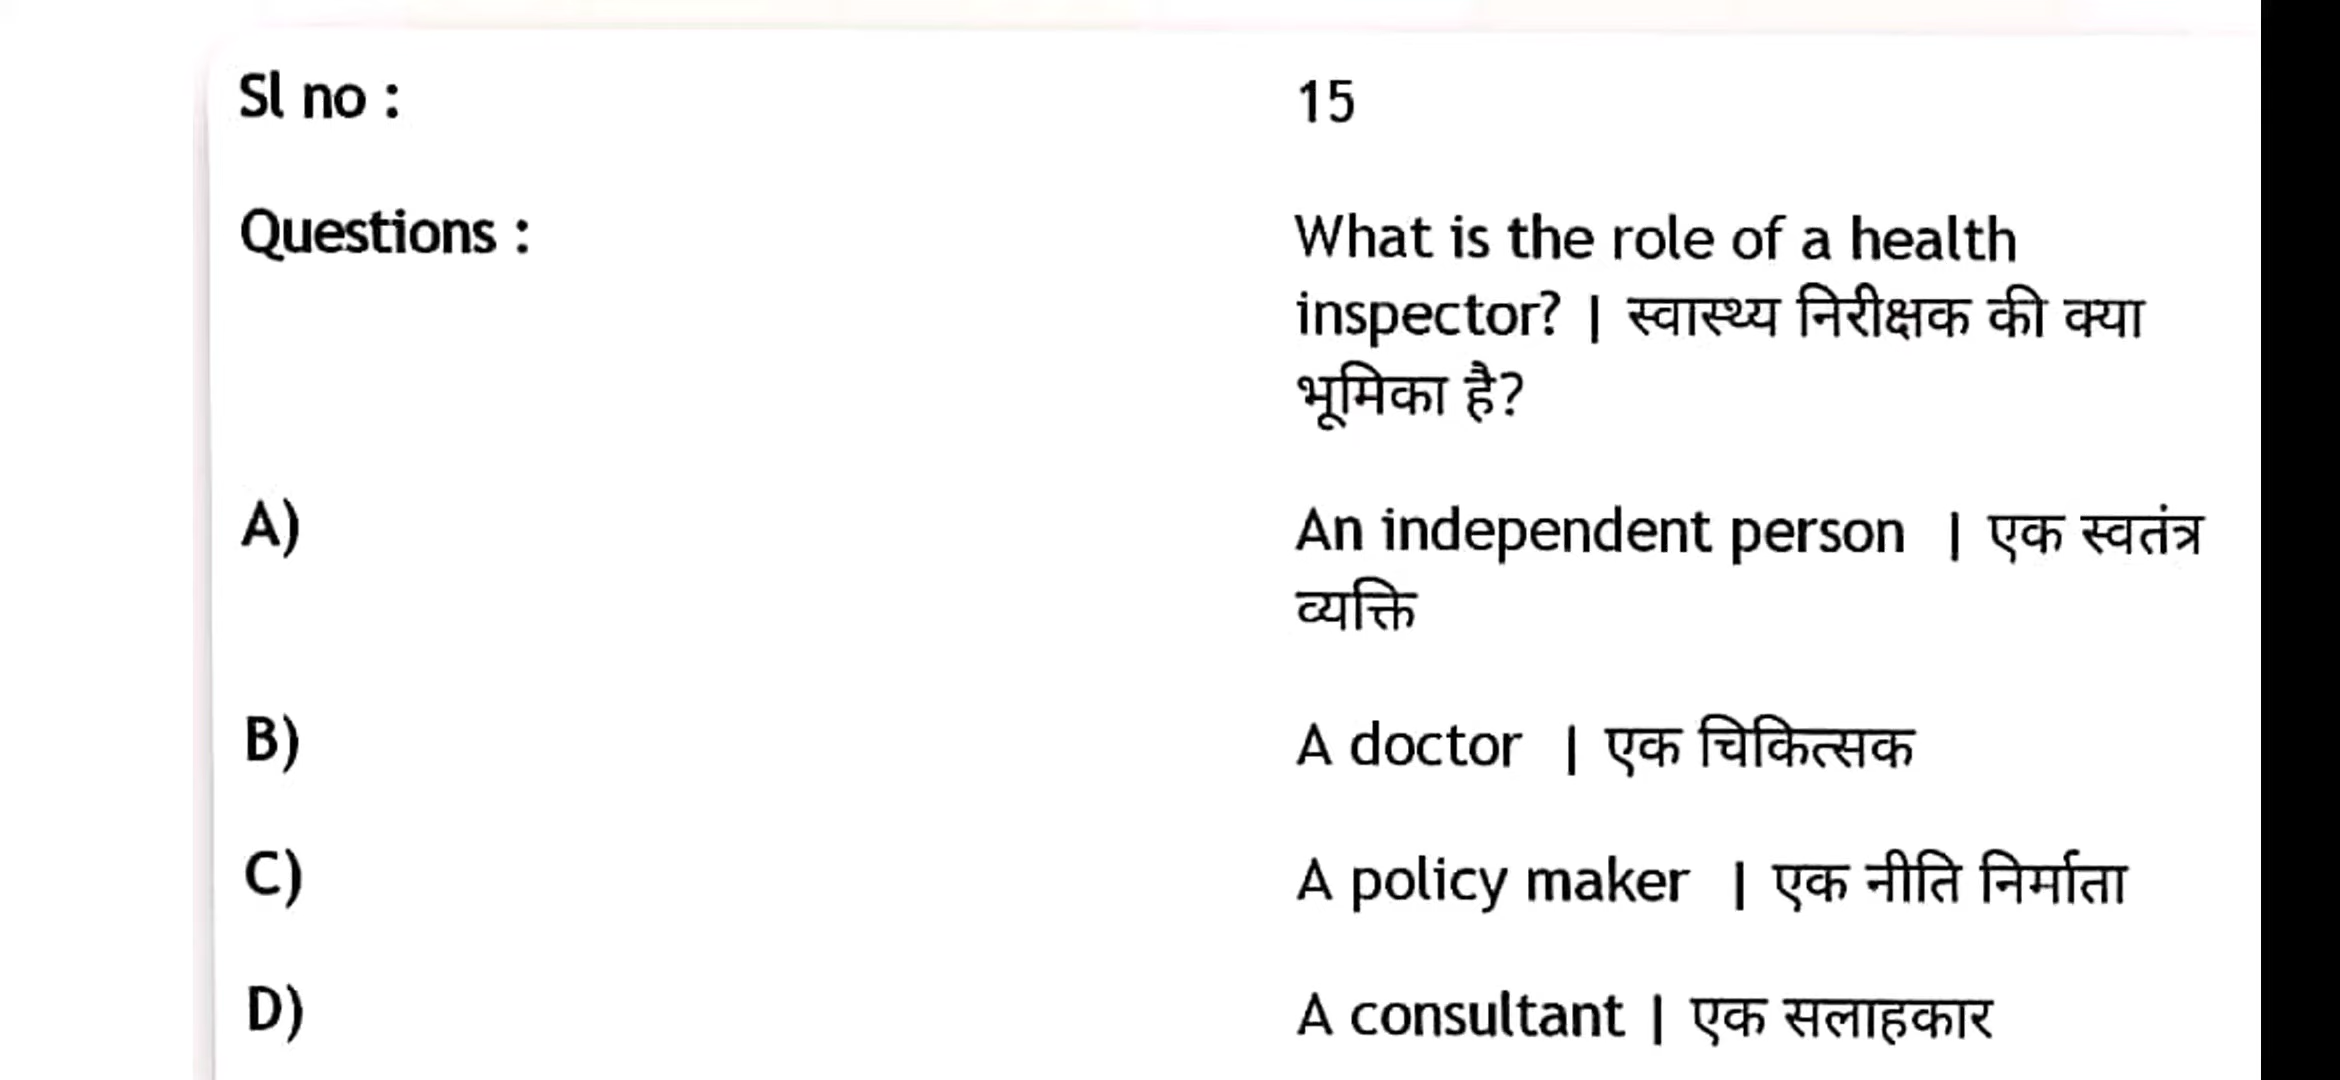 Sl no : 15
Questions : What is the role of a health
inspector? | स्वास्थ्य निरीक्षक की क्या
भूमिका है?
A) An independent person | एक स्वतंत्र
व्यक्ति
B) A doctor | एक चिकित्सक
C) A policy maker | एक नीति निर्माता
D) A consultant | एक सलाहकार